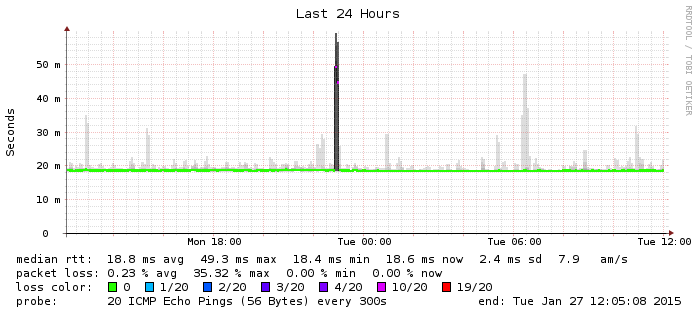 Last 24 Hours
RRDTOOL / TOBI OETIKER
Seconds
50 m
40 m
30 m
20 m
10 m
0
Mon 18:00 Tue 00:00 Tue 06:00 Tue 12:00
median rtt: 18.8 ms avg 49.3 ms max 18.4 ms min 18.6 ms now 2.4 ms sd 7.9 am/s
packet loss: 0.23 % avg 35.32 % max 0.00 % min 0.00 % now
loss color: 0 1/20 2/20 3/20 4/20 10/20 19/20
probe: 20 ICMP Echo Pings (56 Bytes) every 300s end: Tue Jan 27 12:05:08 2015